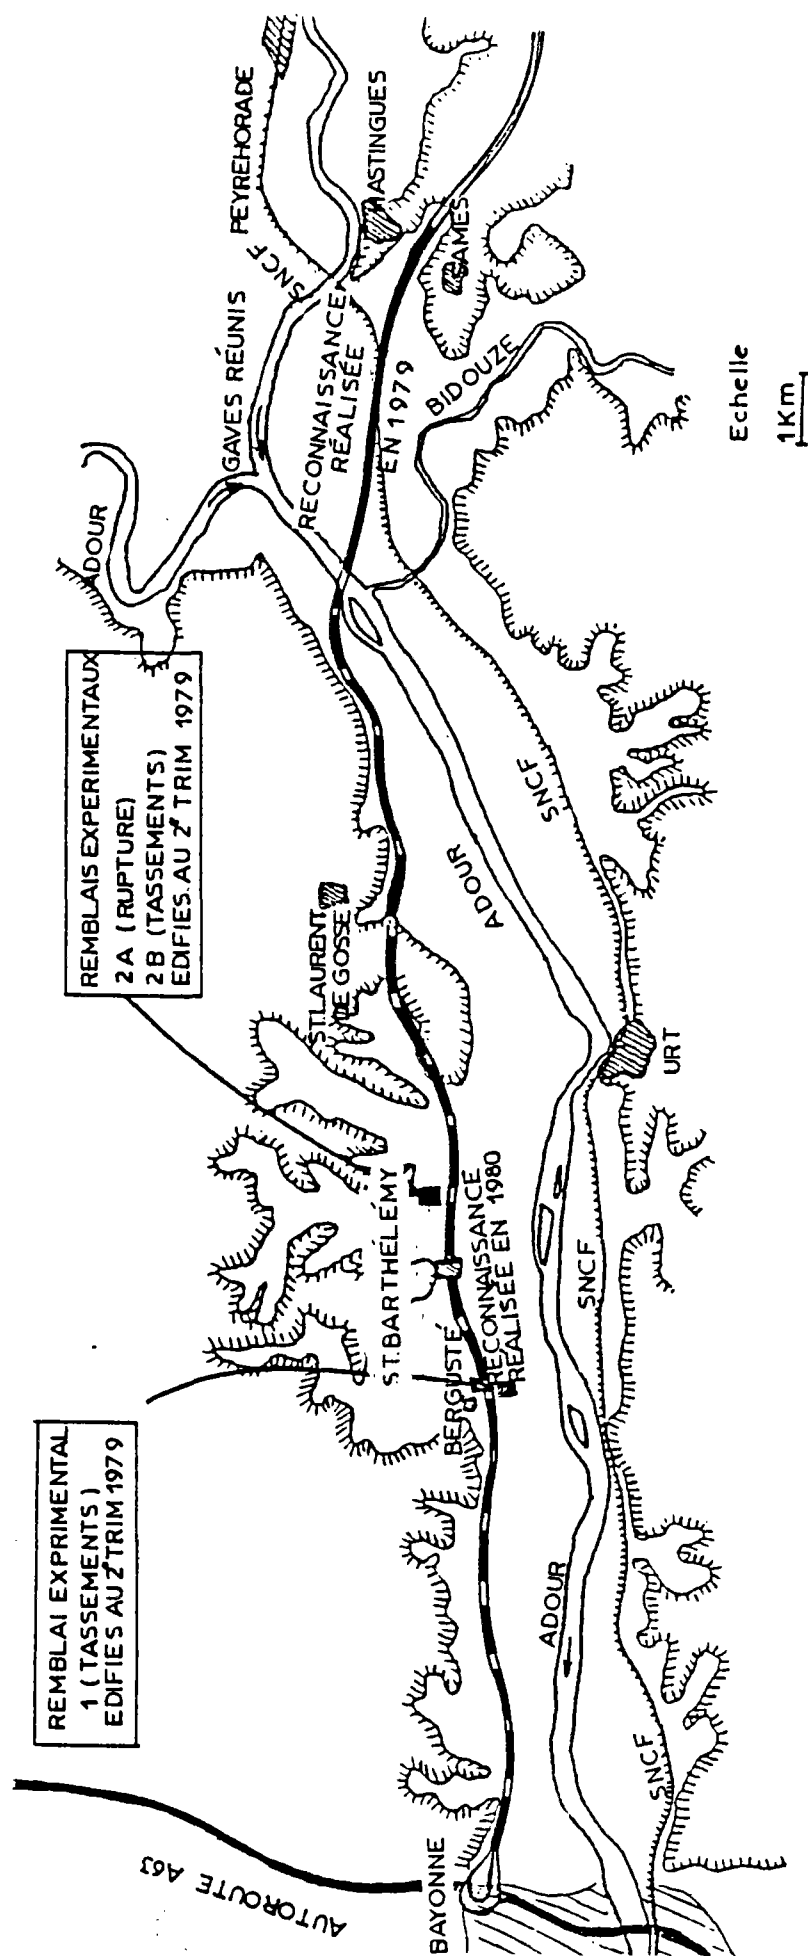 REMBLAI EXPRIMENTAL
1 (TASSEMENTS)
EDIFIES AU 2e TRIM 1979
REMBLAIS EXPERIMENTAUX
2A (RUPTURE)
2B (TASSEMENTS)
EDIFIES.AU 2e TRIM 1979
AUTOROUTE A63
BAYONNE
ADOUR
SNCF
BERGUSTÉ
RECONNAISSANCE
RÉALISÉE EN 1980
ST.BARTHÉLÉMY
ST.LAURENT
DE GOSSE
SNCF
URT
ADOUR
SNCF
ADOUR
GAVES RÉUNIS
RECONNAISSANCE
RÉALISÉE
EN 1979
BIDOUZE
SNCF
PEYREHORADE
HASTINGUES
SAMES
Echelle
1Km